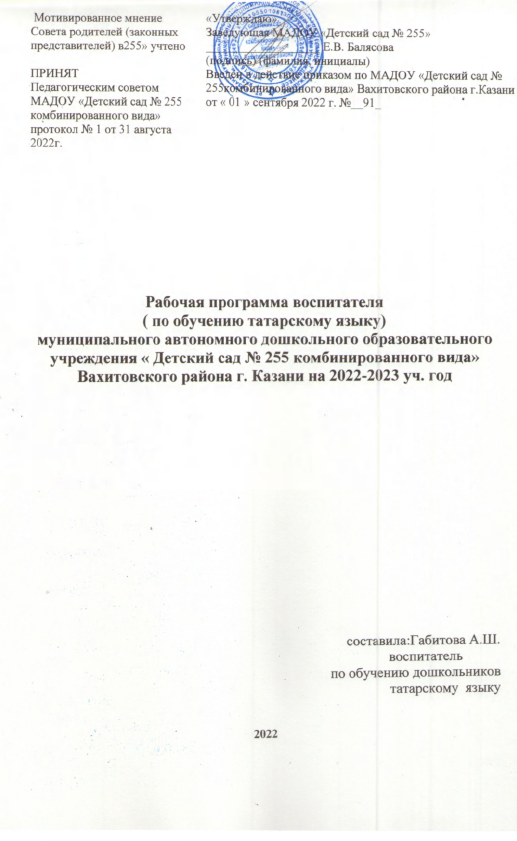 Мотивированное мнение
Совета родителей (законных
представителей) в255» учтено
ПРИНЯТ
Педагогическим советом
МАДОУ «Детский сад № 255
комбинированного вида»
протокол № 1 от 31 августа
2022г.
«Утверждаю»
Заведующая МАДОУ «Детский сад № 255»
Е.В. Балясова
(подпись) (фамилия, инициалы)
Введен в действие приказом по МАДОУ «Детский сад №
255комбинированного вида» Вахитовского района г.Казани
от « 01 » сентября 2022 г. №__91_
Рабочая программа воспитателя
( по обучению татарскому языку)
муниципального автономного дошкольного образовательного
учреждения « Детский сад № 255 комбинированного вида»
Вахитовского района г. Казани на 2022-2023 уч. год
составила:Габитова А.Ш.
воспитатель
по обучению дошкольников
татарскому языку
2022